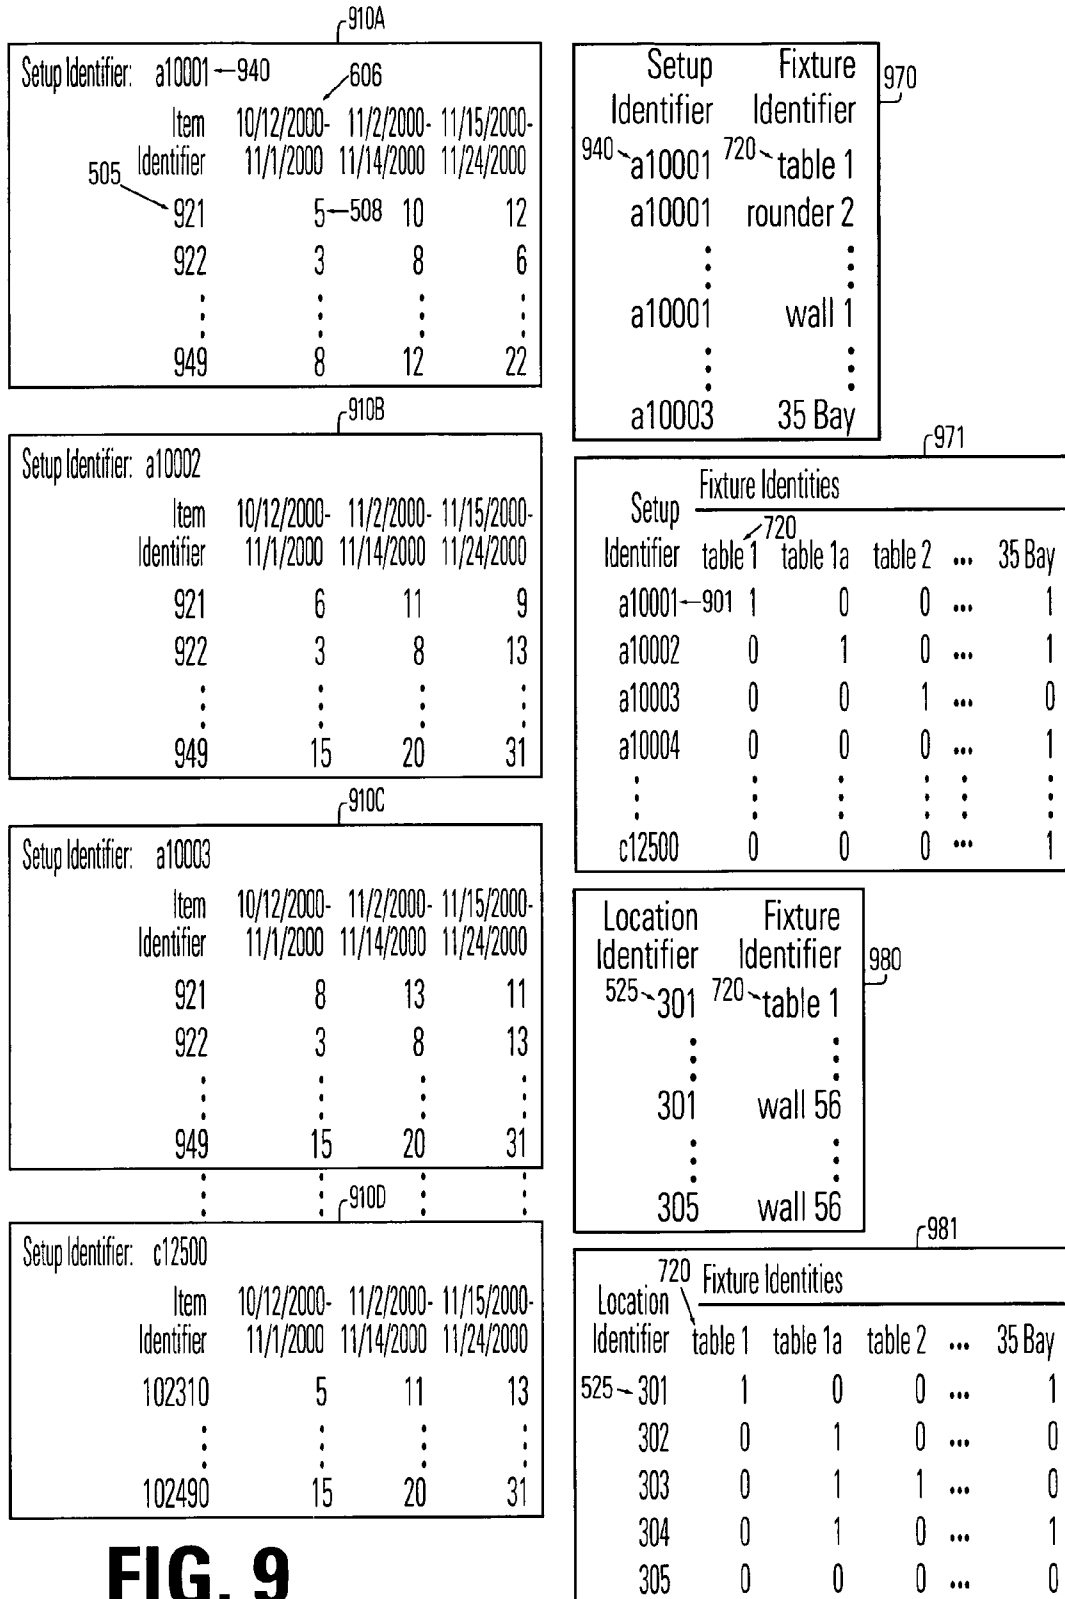 910A
Setup Identifier: a10001 940
606
Item 10/12/2000- 11/2/2000- 11/15/2000-
Identifier 11/1/2000 11/14/2000 11/24/2000
505
921 5 508 10 12
922 3 8 6
949 8 12 22
910B
Setup Identifier: a10002
Item 10/12/2000- 11/2/2000- 11/15/2000-
Identifier 11/1/2000 11/14/2000 11/24/2000
921 6 11 9
922 3 8 13
949 15 20 31
910C
Setup Identifier: a10003
Item 10/12/2000- 11/2/2000- 11/15/2000-
Identifier 11/1/2000 11/14/2000 11/24/2000
921 8 13 11
922 3 8 13
949 15 20 31
910D
Setup Identifier: c12500
Item 10/12/2000- 11/2/2000- 11/15/2000-
Identifier 11/1/2000 11/14/2000 11/24/2000
102310 5 11 13
102490 15 20 31
FIG. 9
Setup Fixture
970
Identifier Identifier
940 a10001 720 table 1
a10001 rounder 2
a10001 wall 1
a10003 35 Bay
971
Fixture Identities
Setup
720
Identifier table 1 table 1a table 2 ... 35 Bay
a10001 901 1 0 0 ... 1
a10002 0 1 0 ... 1
a10003 0 0 1 ... 0
a10004 0 0 0 ... 1
c12500 0 0 0 ... 1
Location Fixture
Identifier Identifier
980
525 301 720 table 1
301 wall 56
305 wall 56
981
720 Fixture Identities
Location
Identifier table 1 table 1a table 2 ... 35 Bay
525 301 1 0 0 ... 1
302 0 1 0 ... 0
303 0 1 1 ... 0
304 0 1 0 ... 1
305 0 0 0 ... 0